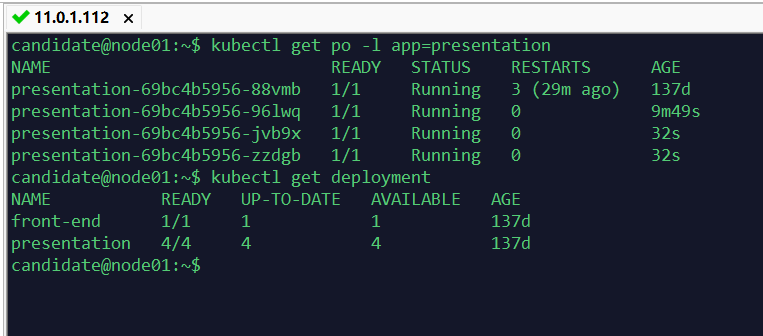 11.0.1.112 ×
candidate@node01:~$ kubectl get po -l app=presentation
NAME                            READY   STATUS    RESTARTS      AGE
presentation-69bc4b5956-88vmb   1/1     Running   3 (29m ago)   137d
presentation-69bc4b5956-96lwq   1/1     Running   0             9m49s
presentation-69bc4b5956-jvb9x   1/1     Running   0             32s
presentation-69bc4b5956-zzdgb   1/1     Running   0             32s
candidate@node01:~$ kubectl get deployment
NAME           READY   UP-TO-DATE   AVAILABLE   AGE
front-end      1/1     1            1           137d
presentation   4/4     4            4           137d
candidate@node01:~$